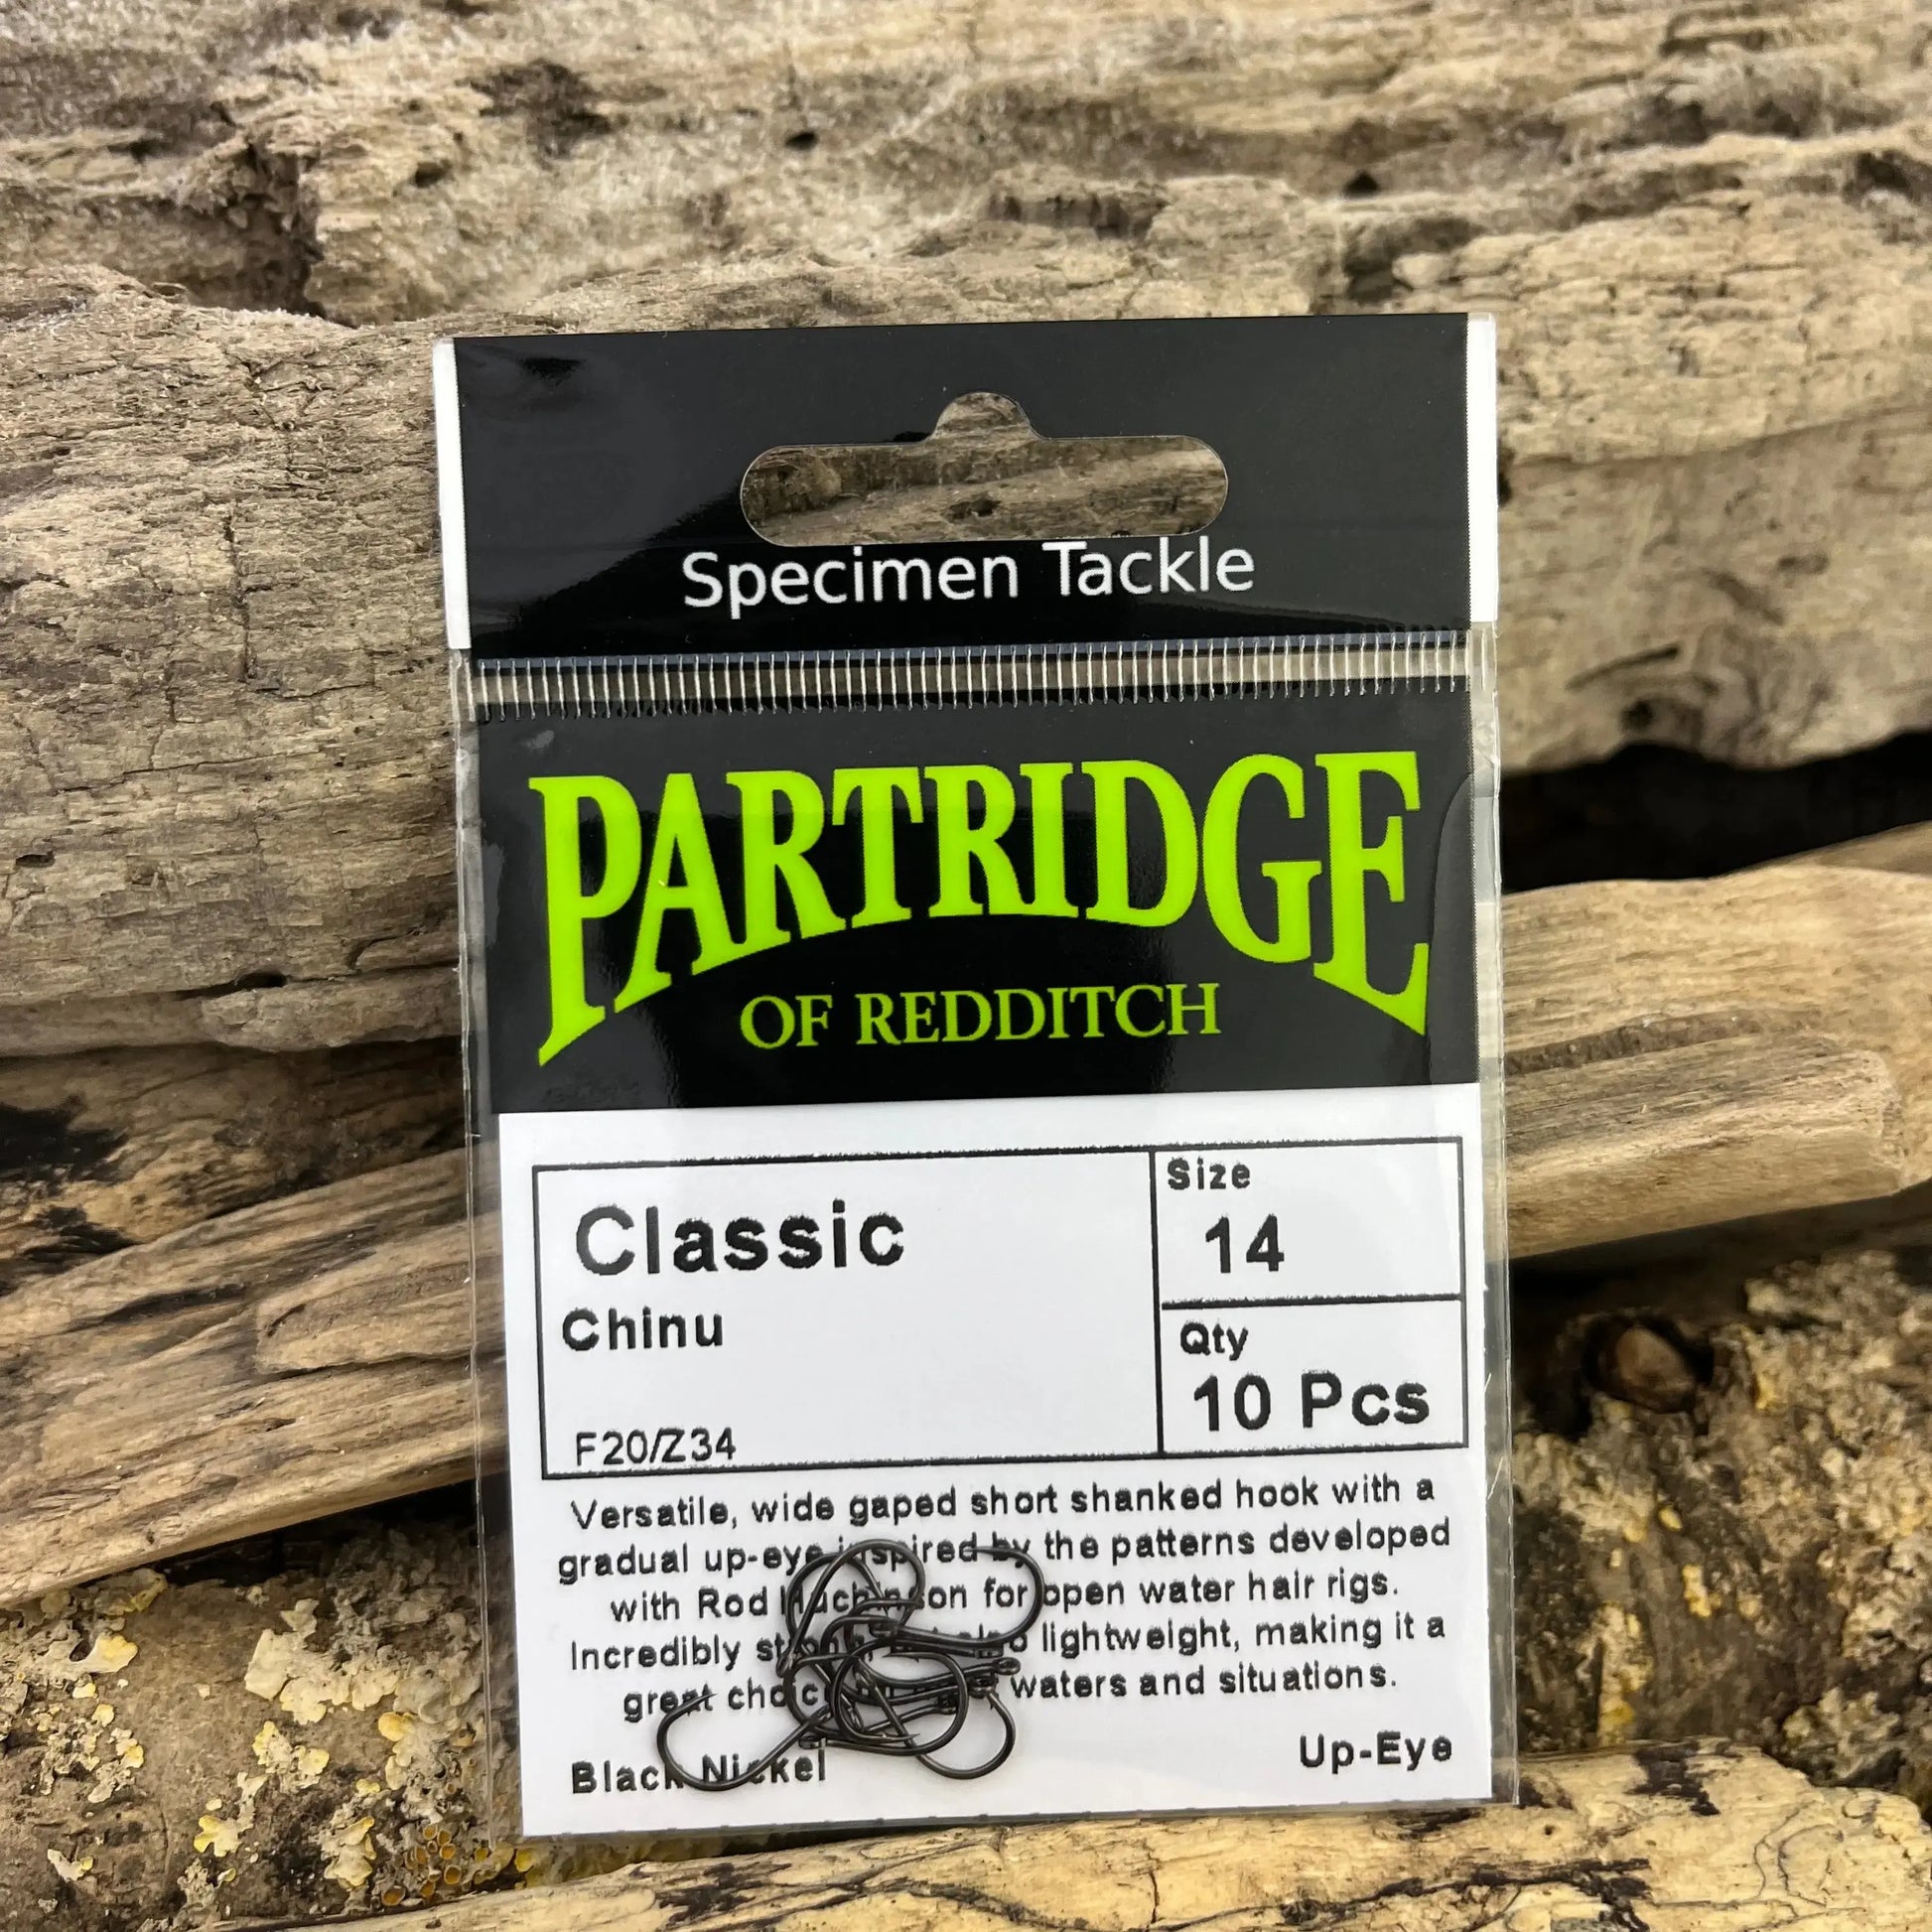 Specimen Tackle
PARTRIDGE
OF REDDITCH
Classic
Chinu
F20/Z34
Size
14
Qty
10 Pcs
Versatile, wide gaped short shanked hook with a
gradual up-eye inspired by the patterns developed
with Rod for open water hair rigs.
Incredibly lightweight, making it a
great waters and situations.
Black Nickel
Up-Eye